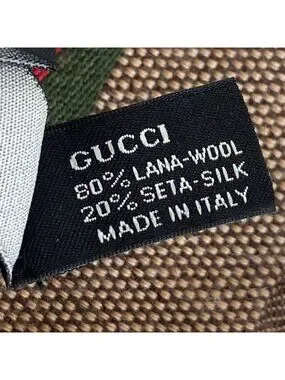 GUCCI
80% LANA-WOOL
20% SETA-SILK
MADE IN ITALY